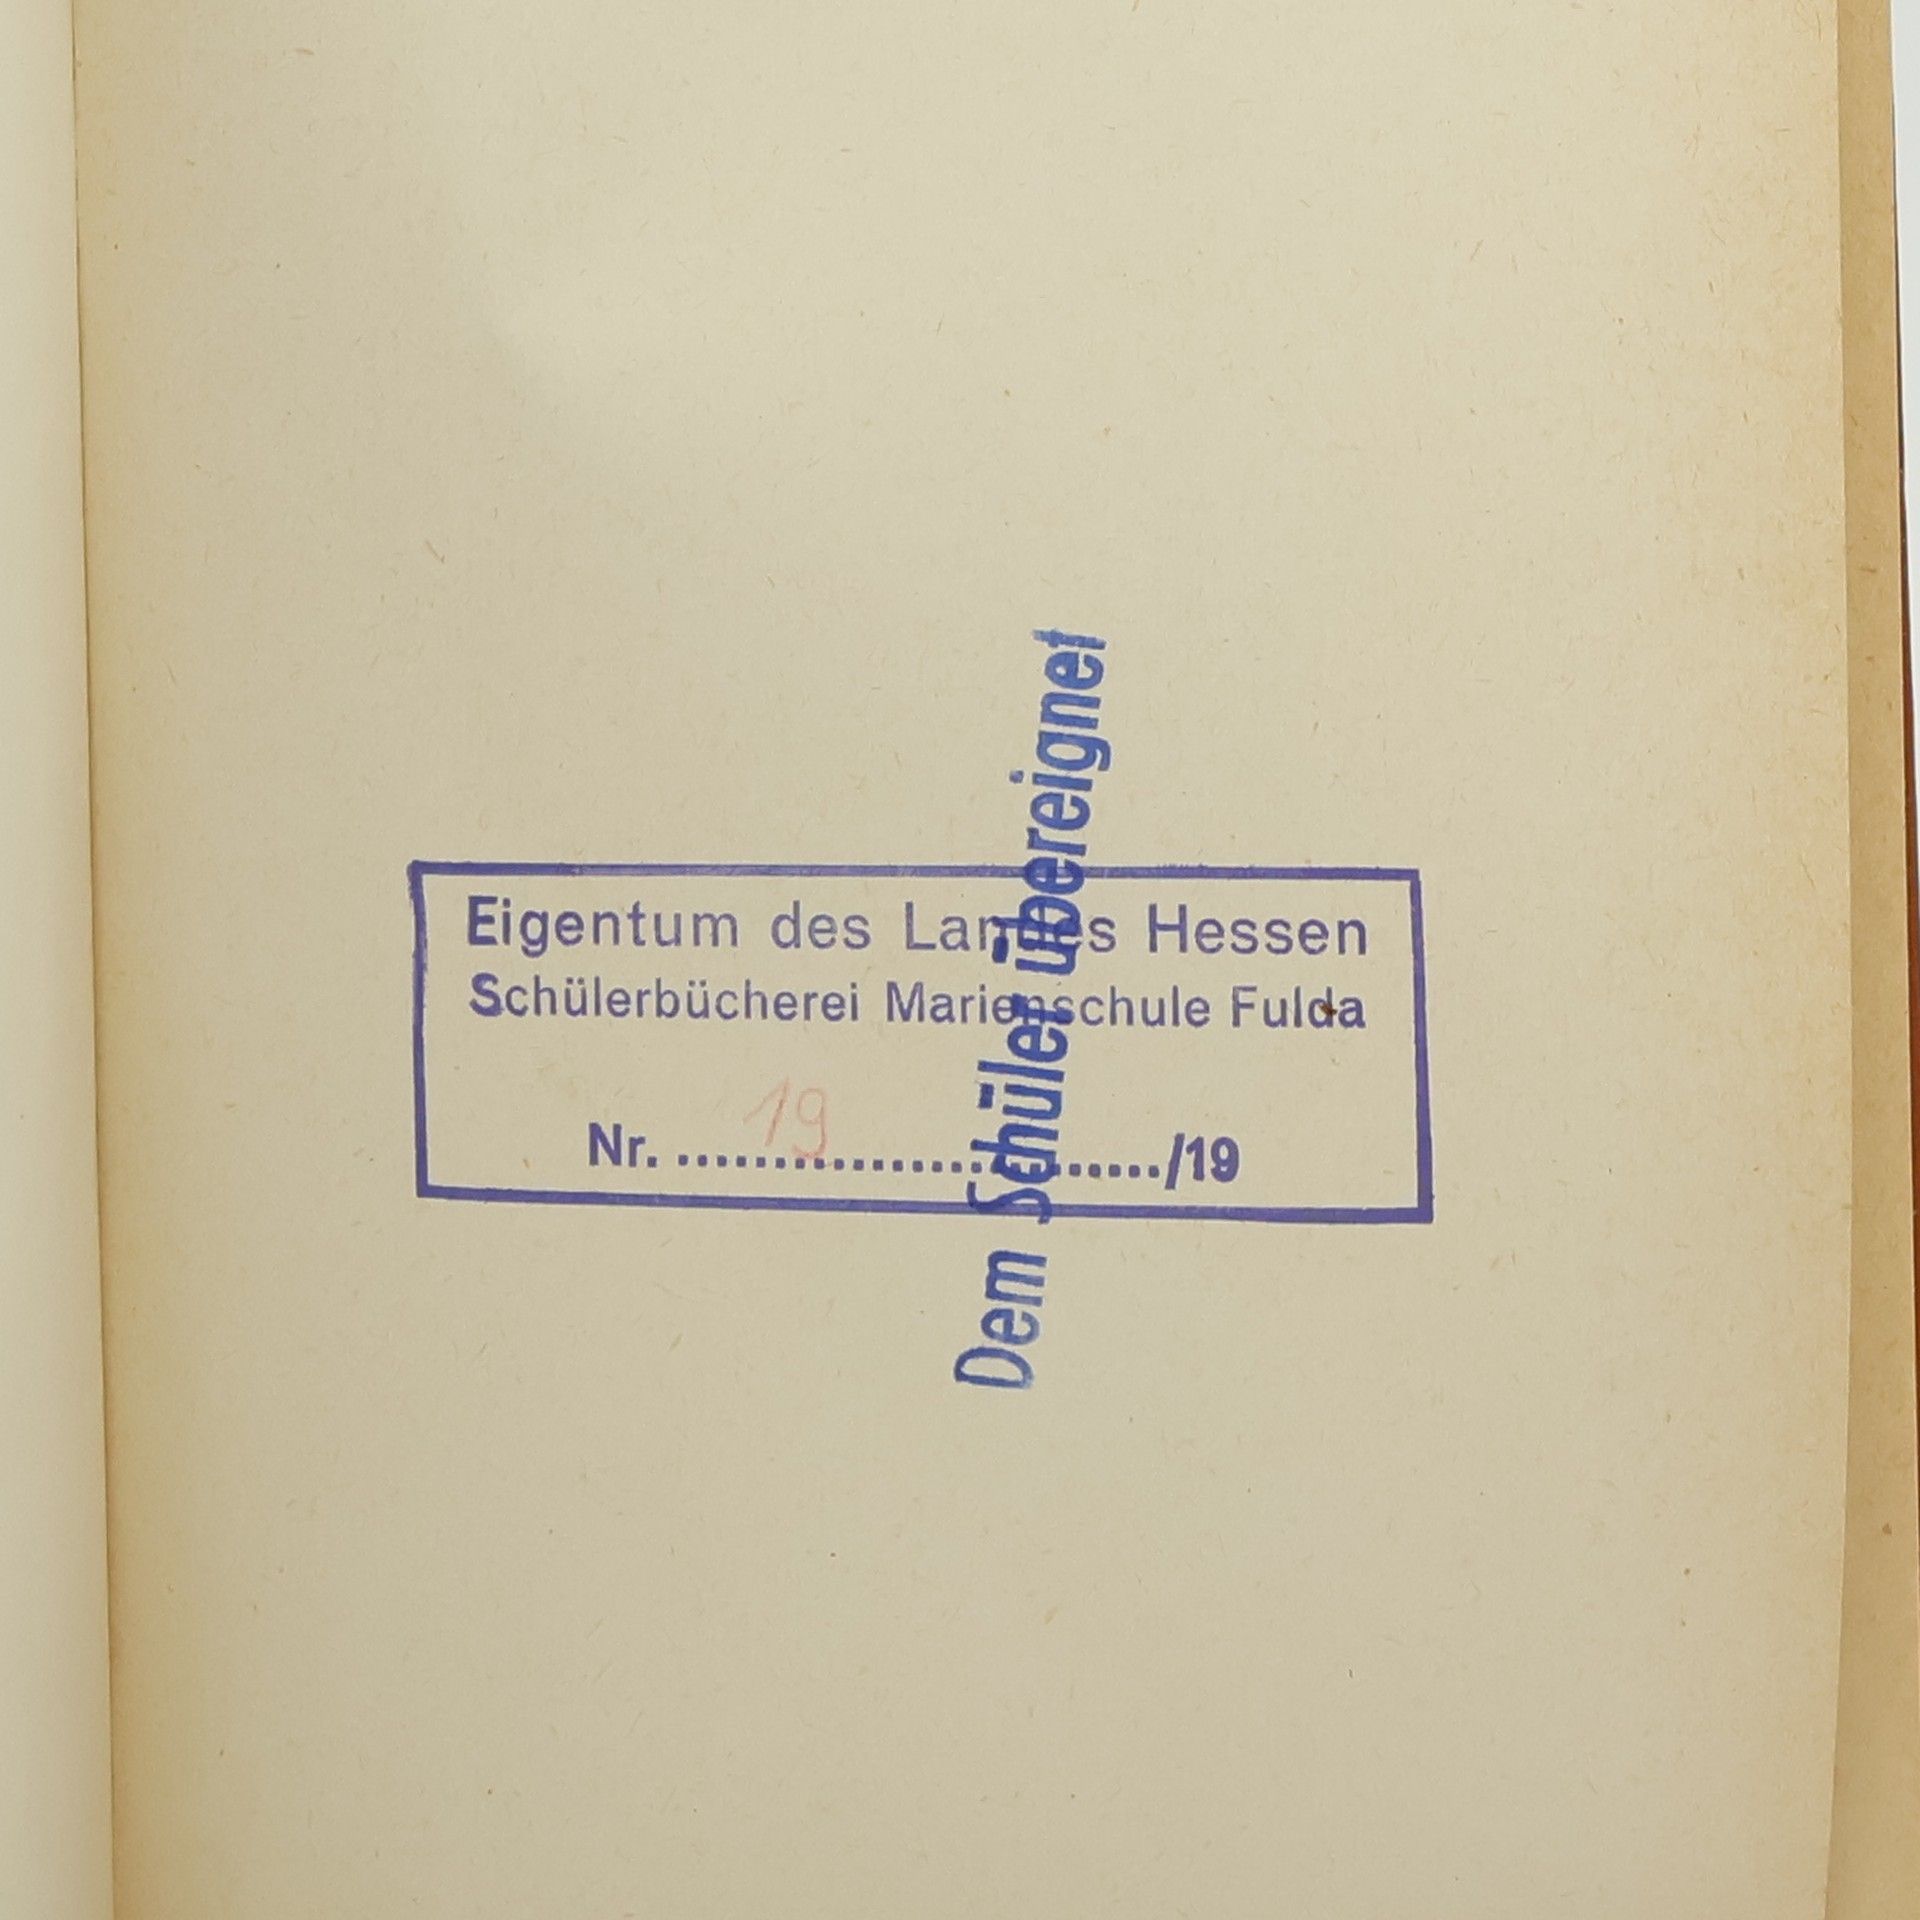 Eigentum des Landes Hessen
Schülerbücherei Marienschule Fulda
Nr. 19 ................................./19
Dem Schüler übereignet